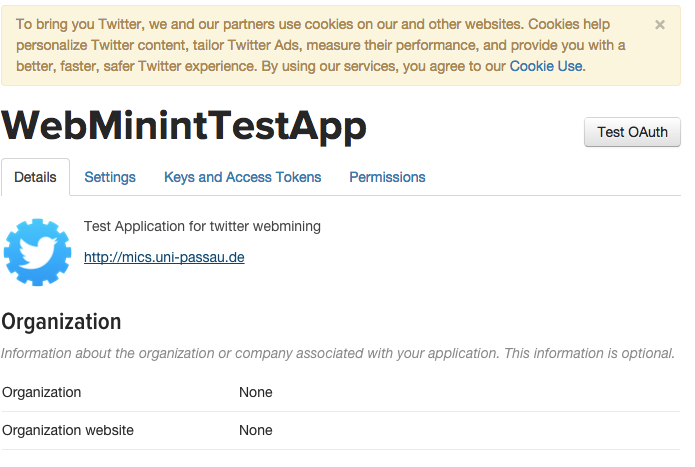 To bring you Twitter, we and our partners use cookies on our and other websites. Cookies help
personalize Twitter content, tailor Twitter Ads, measure their performance, and provide you with a
better, faster, safer Twitter experience. By using our services, you agree to our Cookie Use.
×
WebMinintTestApp
Test OAuth
Details Settings Keys and Access Tokens Permissions
Test Application for twitter webmining
http://mics.uni-passau.de
Organization
Information about the organization or company associated with your application. This information is optional.
Organization None
Organization website None